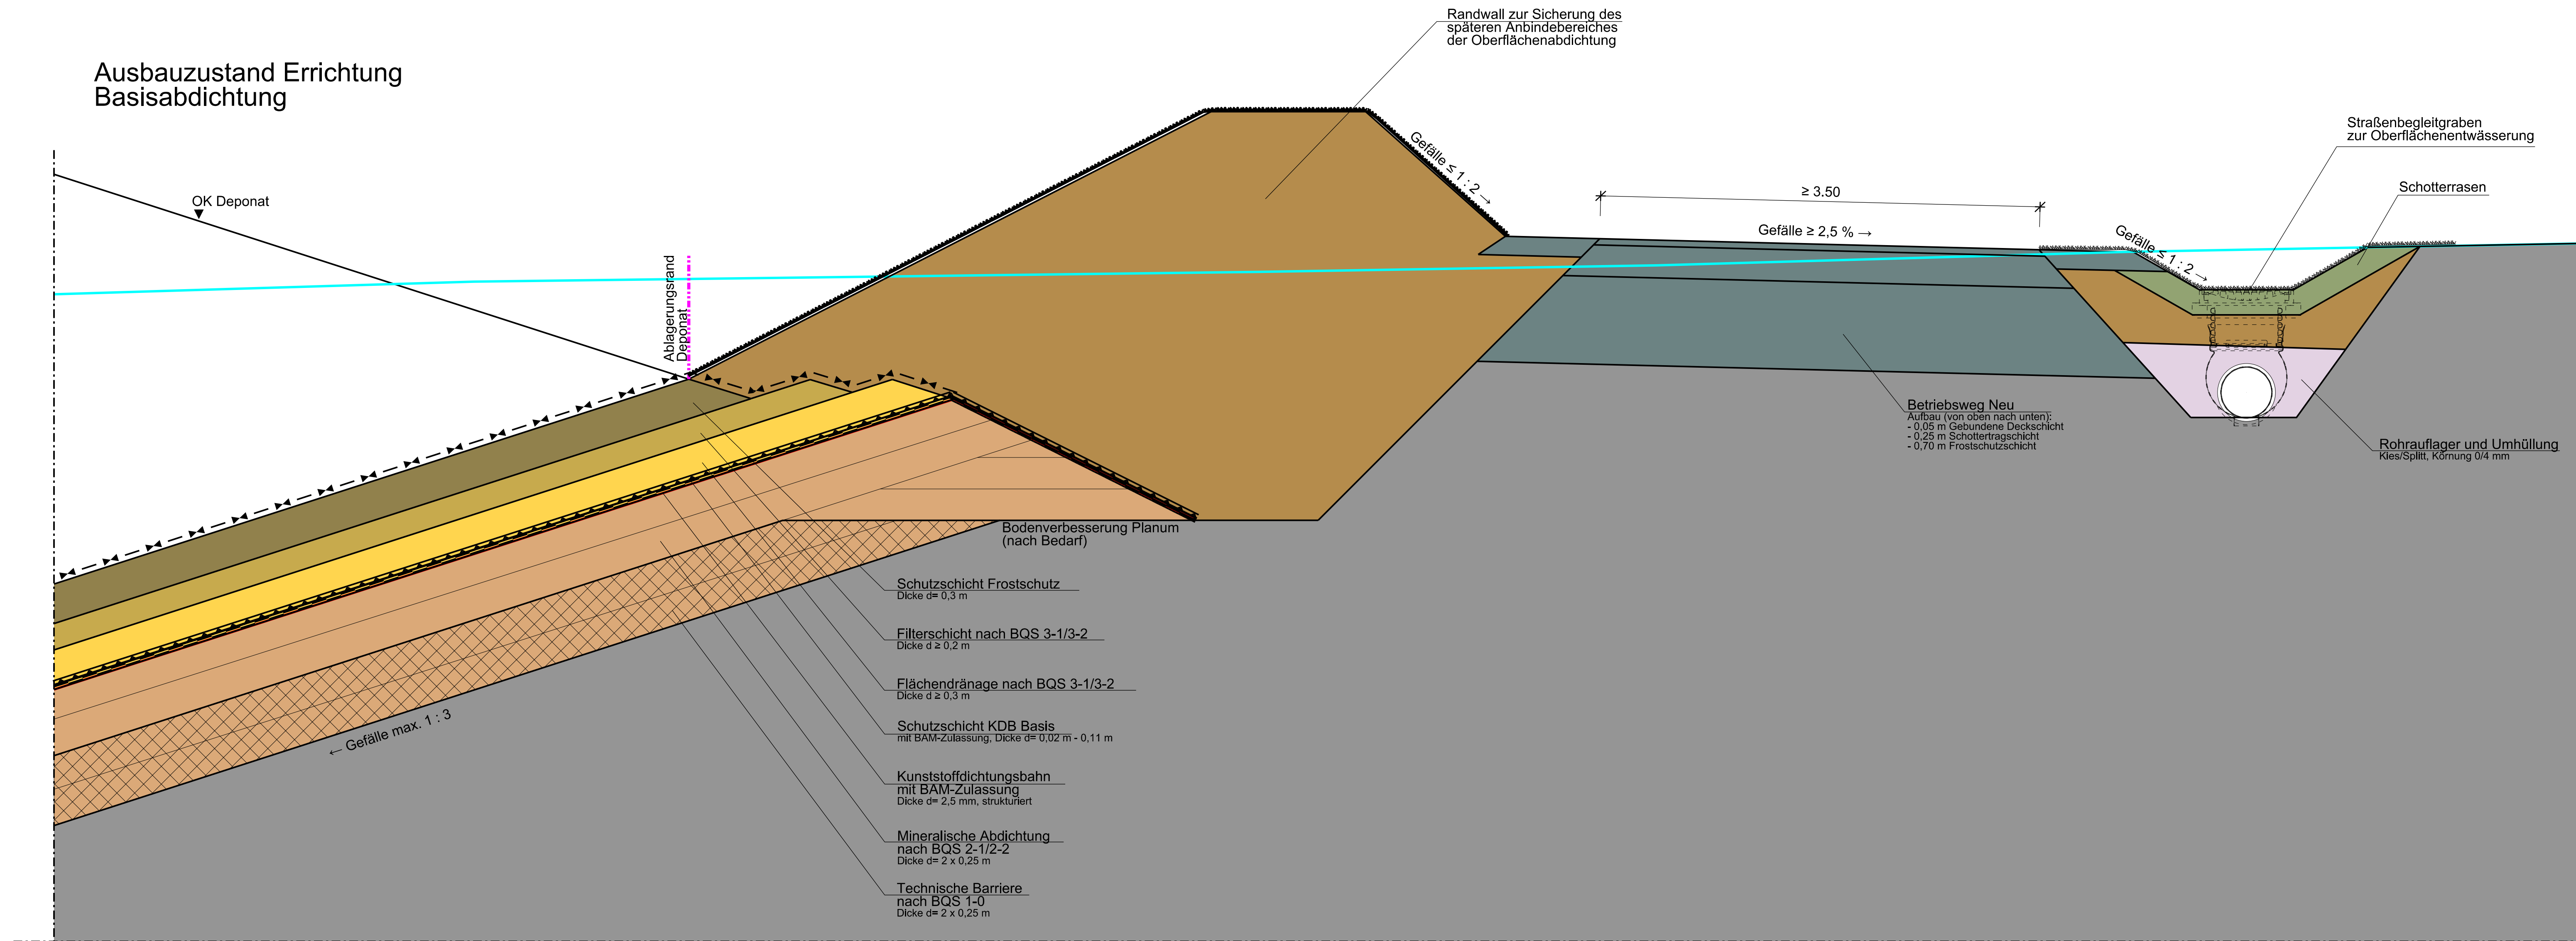 Ausbauzustand Errichtung
Basisabdichtung
Randwall zur Sicherung des
späteren Anbindebereiches
der Oberflächenabdichtung
Straßenbegleitgraben
zur Oberflächenentwässerung
Schotterrasen
OK Deponat
Ablagerungsrand
Deponat
Gefälle ≤ 1 : 2 →
≥ 3.50
Gefälle ≥ 2,5 % →
Gefälle ≤ 1 : 2 →
Betriebsweg Neu
Aufbau (von oben nach unten):
- 0,05 m Gebundene Deckschicht
- 0,25 m Schottertragschicht
- 0,70 m Frostschutzschicht
Rohrauflager und Umhüllung
Kies/Splitt, Körnung 0/4 mm
Bodenverbesserung Planum
(nach Bedarf)
Schutzschicht Frostschutz
Dicke d= 0,3 m
Filterschicht nach BQS 3-1/3-2
Dicke d ≥ 0,2 m
Flächendränage nach BQS 3-1/3-2
Dicke d ≥ 0,3 m
Schutzschicht KDB Basis
mit BAM-Zulassung, Dicke d= 0,02 m - 0,11 m
← Gefälle max. 1 : 3
Kunststoffdichtungsbahn
mit BAM-Zulassung
Dicke d= 2,5 mm, strukturiert
Mineralische Abdichtung
nach BQS 2-1/2-2
Dicke d= 2 x 0,25 m
Technische Barriere
nach BQS 1-0
Dicke d= 2 x 0,25 m